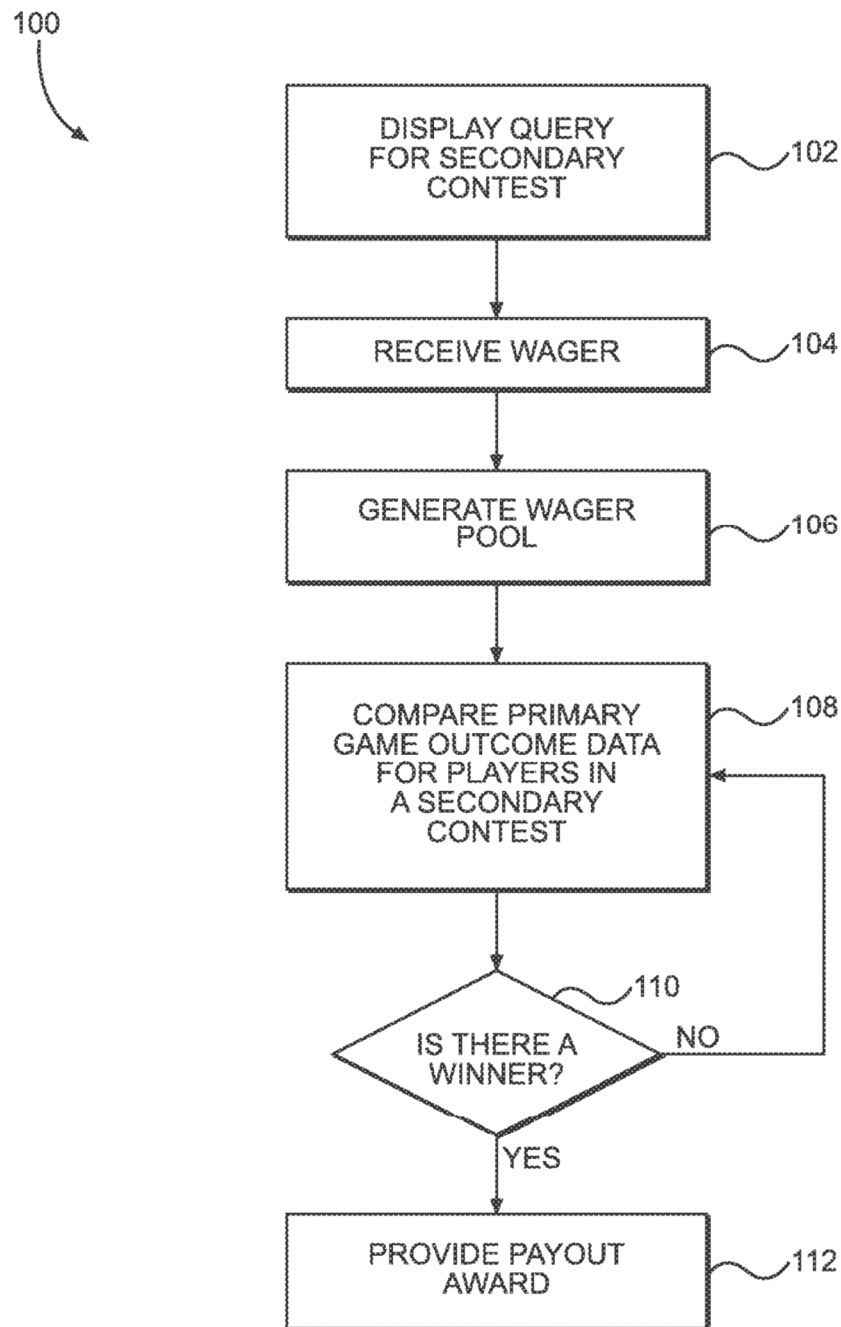 100
DISPLAY QUERY
FOR SECONDARY
CONTEST
102
RECEIVE WAGER
104
GENERATE WAGER
POOL
106
COMPARE PRIMARY
GAME OUTCOME DATA
FOR PLAYERS IN
A SECONDARY
CONTEST
108
110
IS THERE A
WINNER?
NO
YES
PROVIDE PAYOUT
AWARD
112